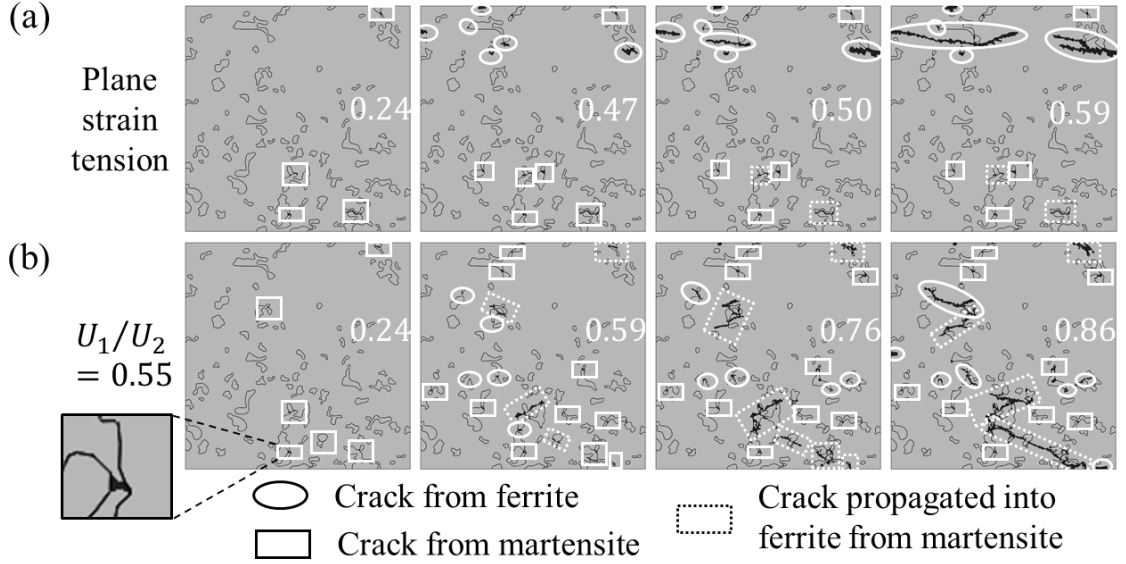 (a)
Plane
strain
tension
0.24
0.47
0.50
0.59
(b)
U₁/U₂
= 0.55
0.24
0.59
0.76
0.86
Crack from ferrite
Crack from martensite
Crack propagated into
ferrite from martensite